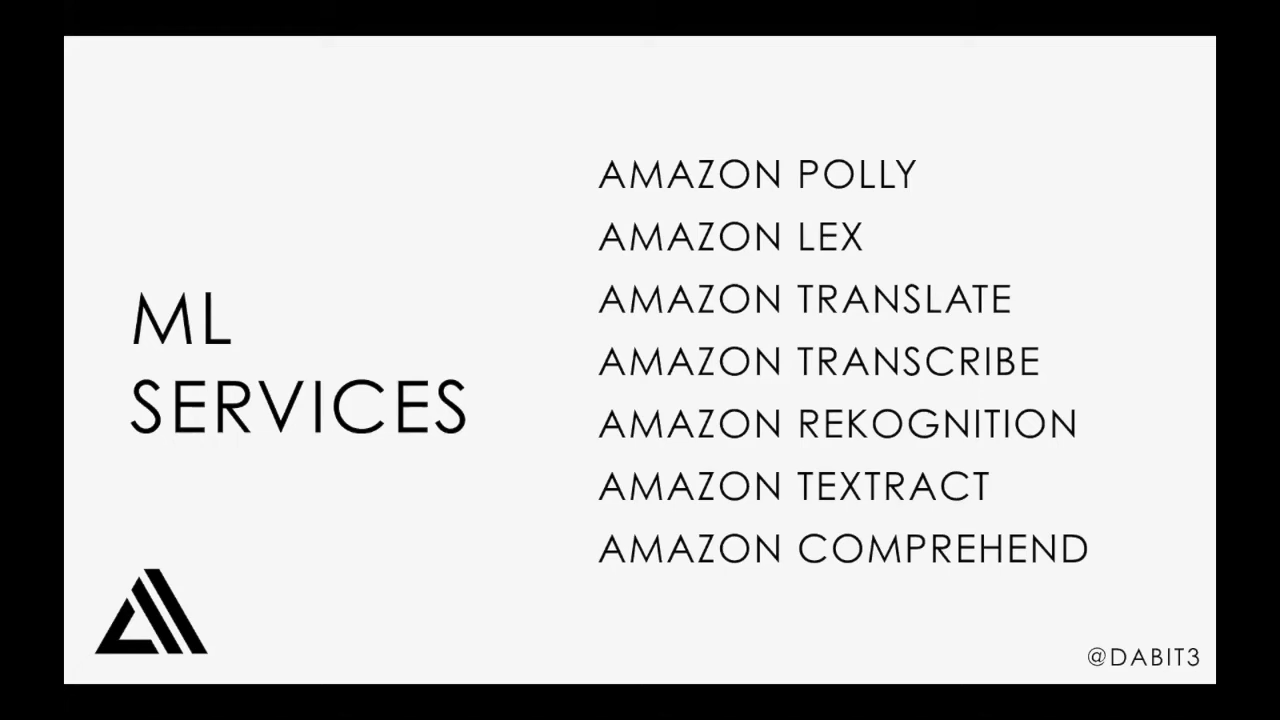 ML
SERVICES
AMAZON POLLY
AMAZON LEX
AMAZON TRANSLATE
AMAZON TRANSCRIBE
AMAZON REKOGNITION
AMAZON TEXTRACT
AMAZON COMPREHEND
@DABIT3